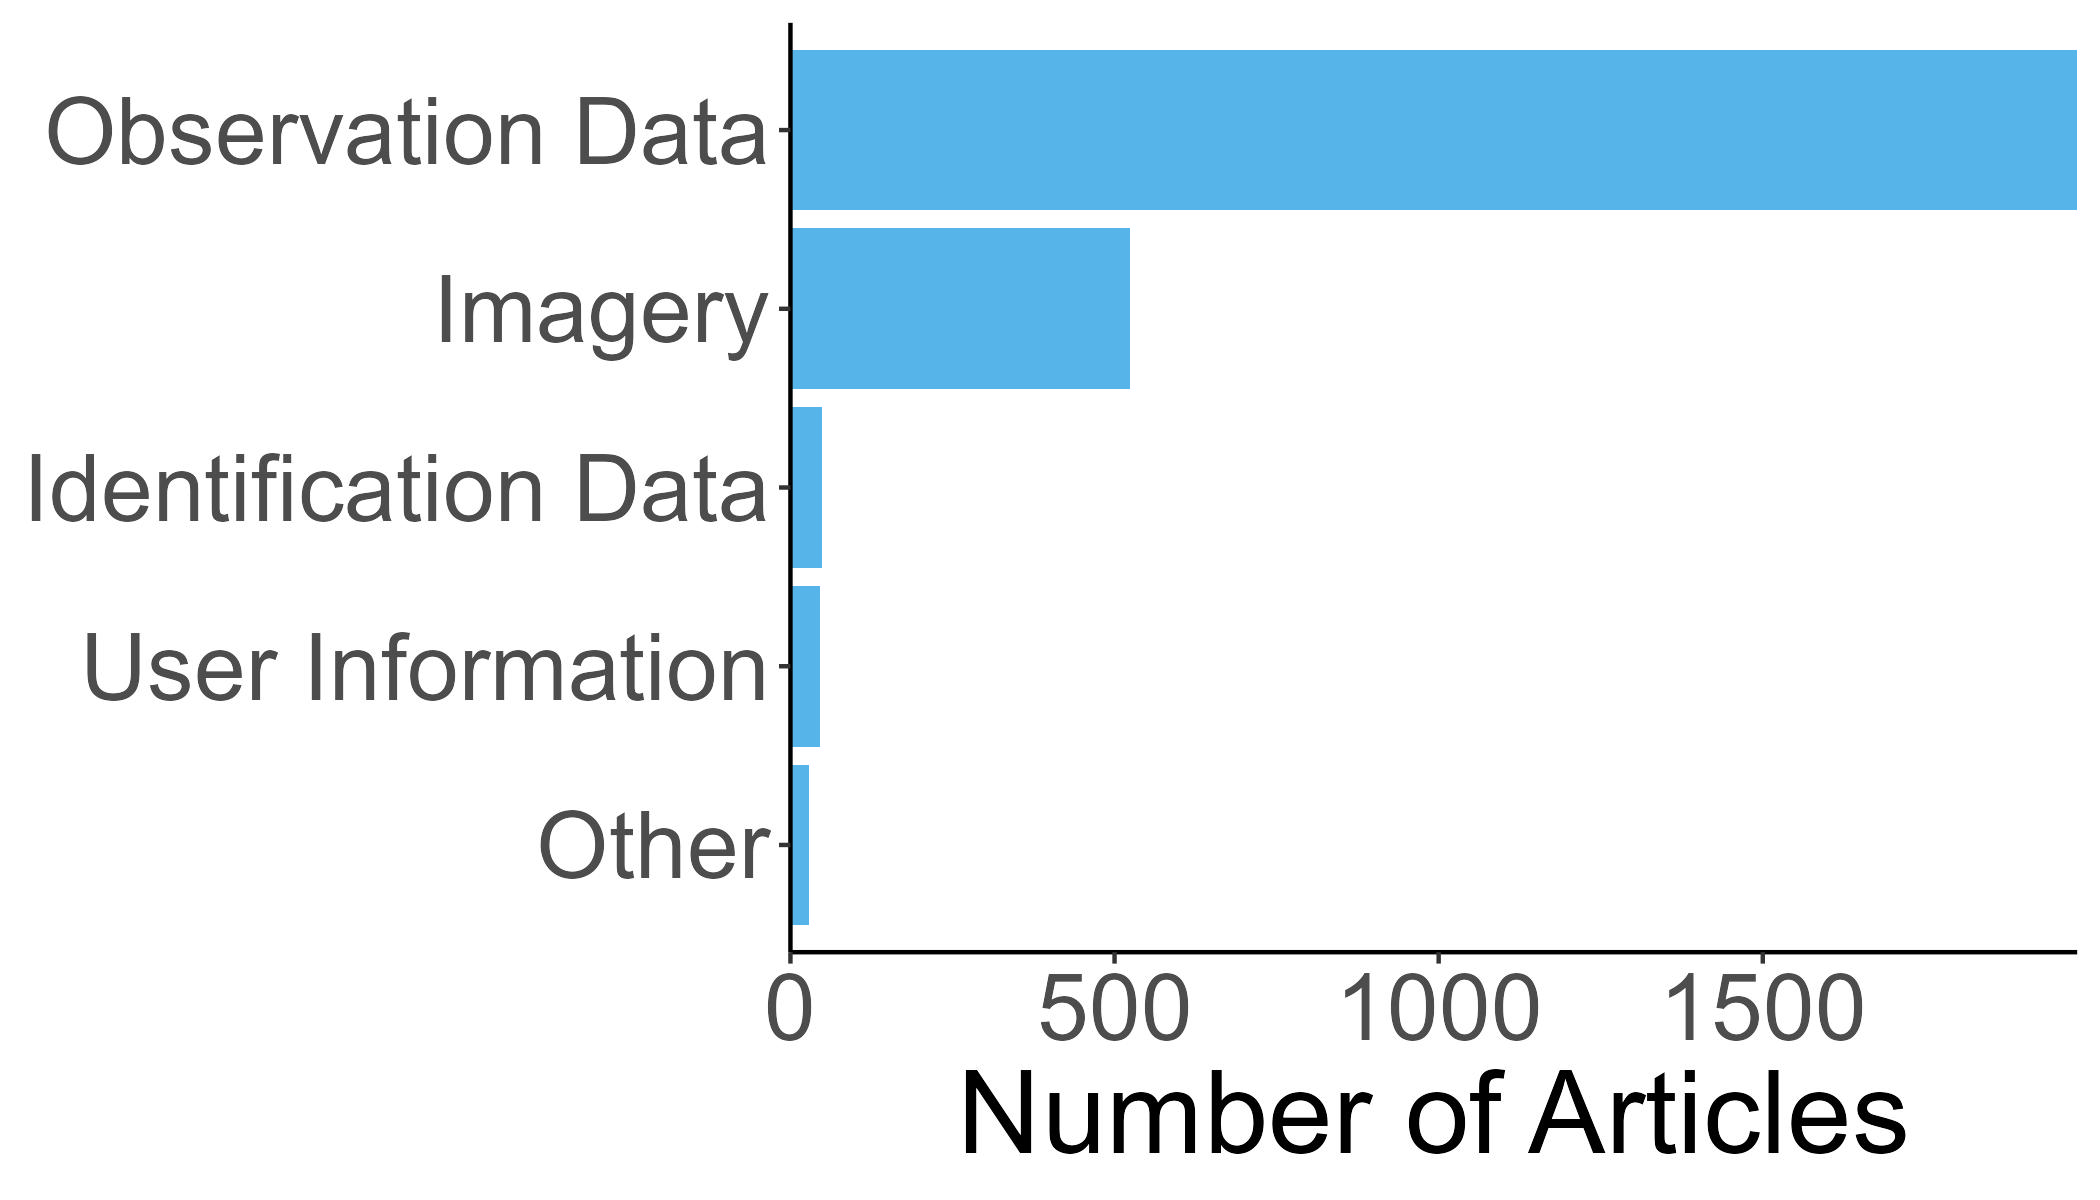 Observation Data
Imagery
Identification Data
User Information
Other
0 500 1000 1500
Number of Articles